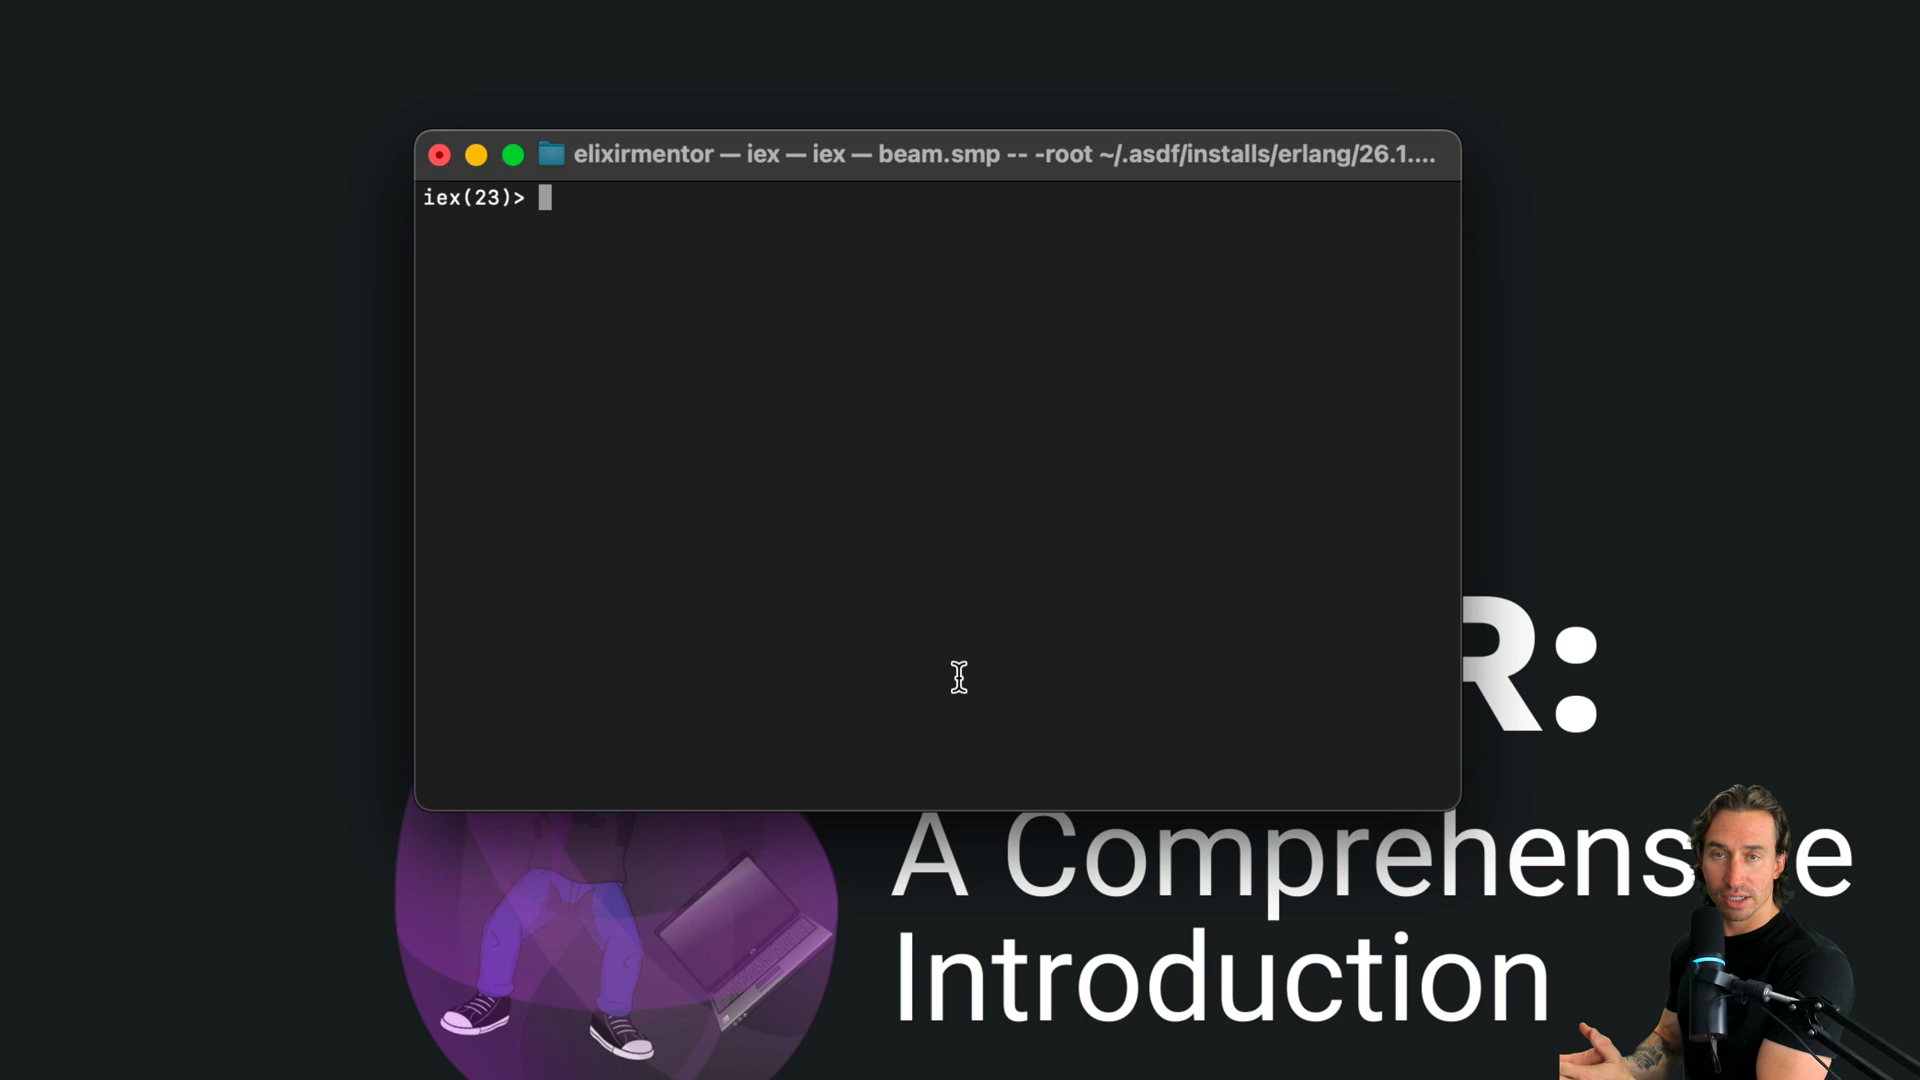 elixirmentor — iex — iex — beam.smp -- -root ~/.asdf/installs/erlang/26.1....
iex(23)>
R:
A Comprehens e
Introduction